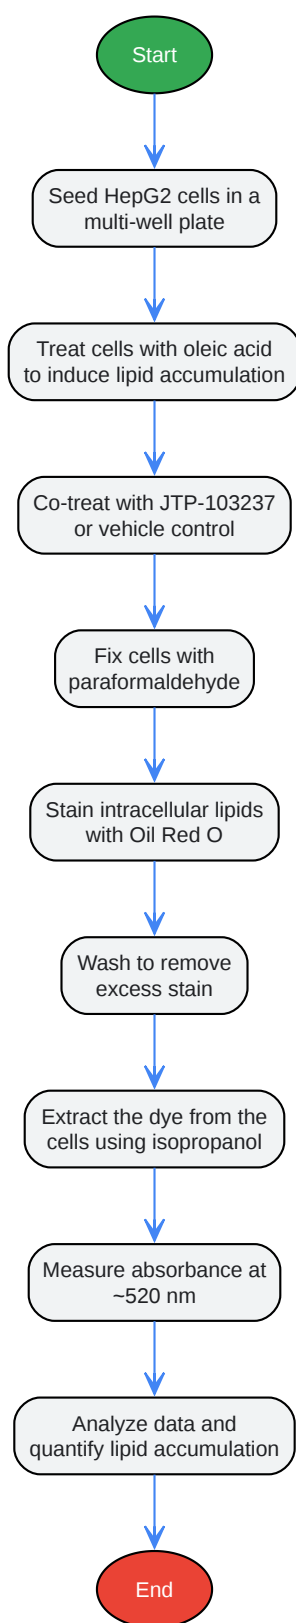 Start
Seed HepG2 cells in a
multi-well plate
Treat cells with oleic acid
to induce lipid accumulation
Co-treat with JTP-103237
or vehicle control
Fix cells with
paraformaldehyde
Stain intracellular lipids
with Oil Red O
Wash to remove
excess stain
Extract the dye from the
cells using isopropanol
Measure absorbance at
~520 nm
Analyze data and
quantify lipid accumulation
End